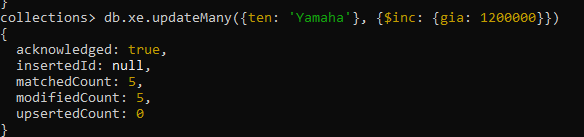 }
collections> db.xe.updateMany({ten: 'Yamaha'}, {$inc: {gia: 1200000}})
{
  acknowledged: true,
  insertedId: null,
  matchedCount: 5,
  modifiedCount: 5,
  upsertedCount: 0
}